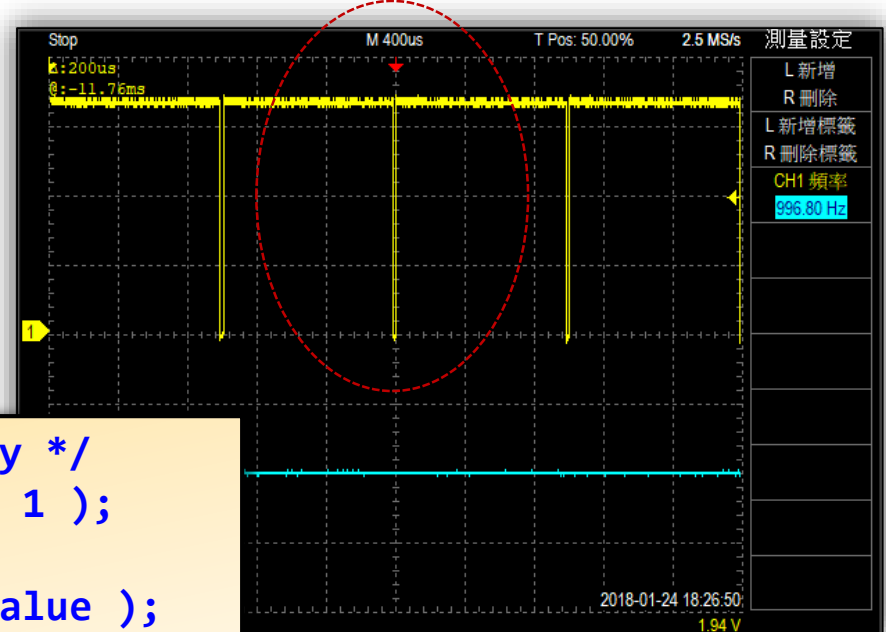 Stop M 400us T Pos: 50.00% 2.5 MS/s 測量設定
:200us
@:-11.76ms
L 新增
R 刪除
L 新增標籤
R 刪除標籤
CH1 頻率
996.80 Hz
1
y */
1 );
alue );
2018-01-24 18:26:50
1.94 V